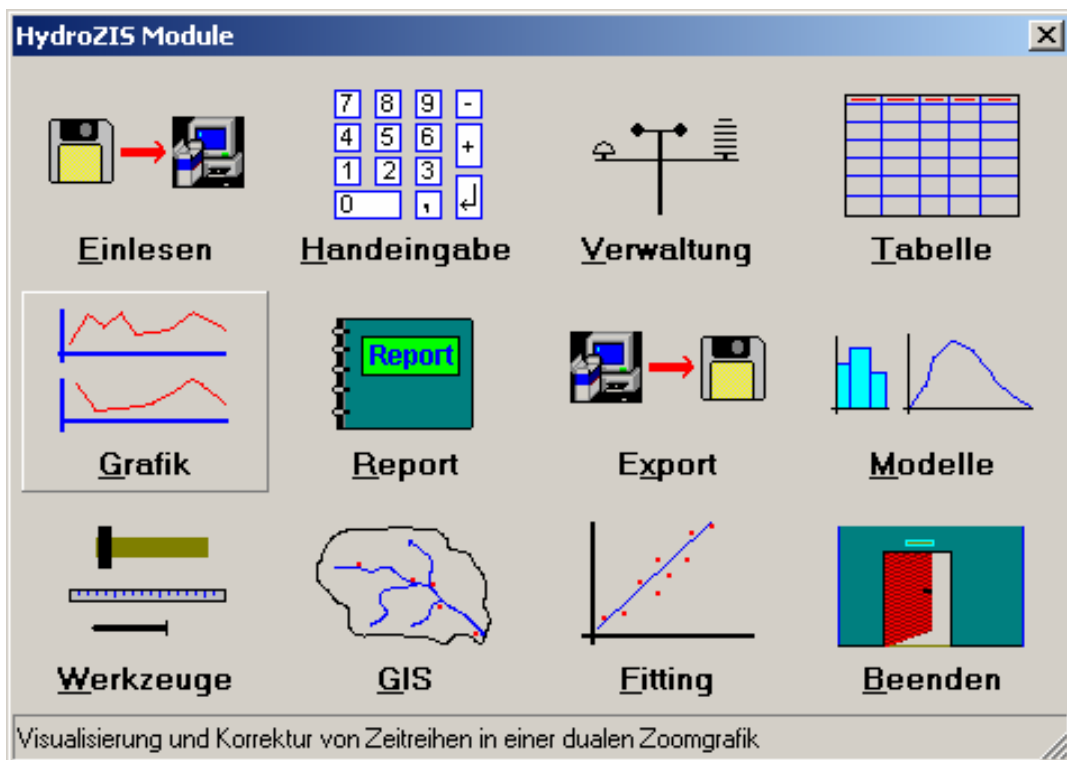 HydroZIS Module
7 8 9 -
4 5 6 +
1 2 3
0 ,
Einlesen Handeingabe Verwaltung Tabelle
Report
Grafik Report Export Modelle
Werkzeuge GIS Fitting Beenden
Visualisierung und Korrektur von Zeitreihen in einer dualen Zoomgrafik